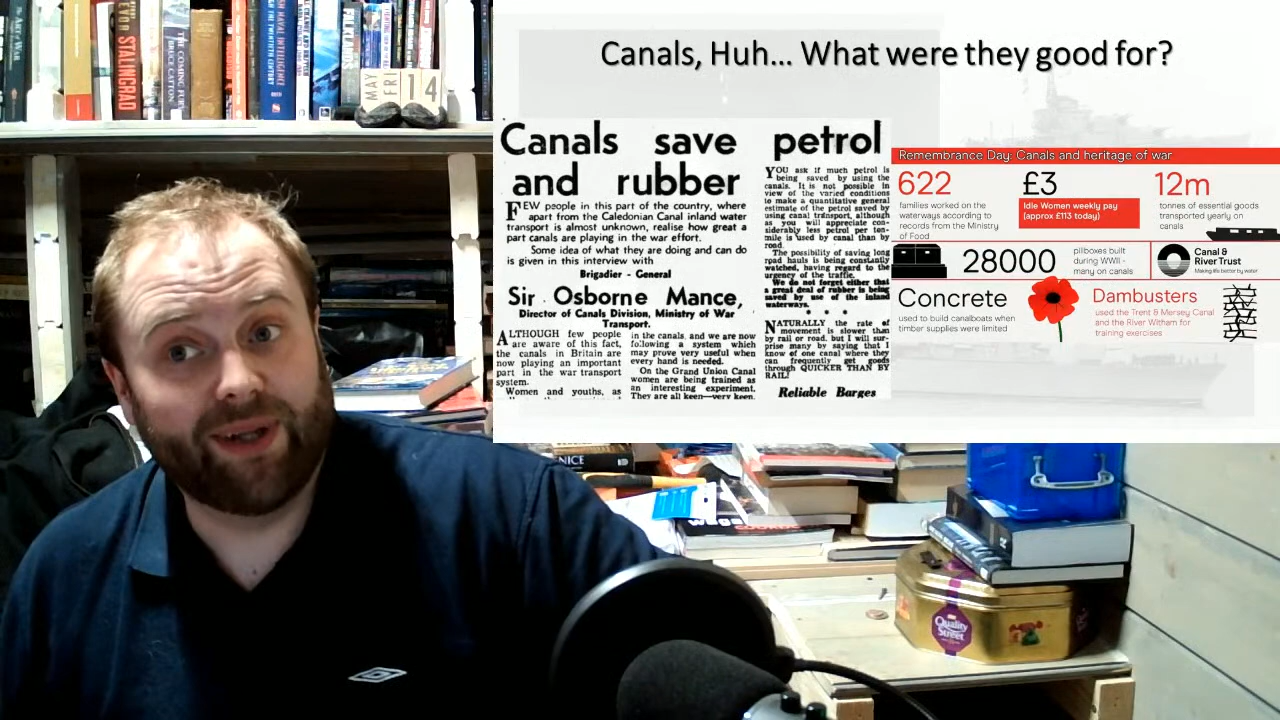 STALINGRAD
THE COMING FURY
BRUCE CATTON
FALKLANDS
MAY
FRI
14
Canals, Huh... What were they good for?
Canals save petrol
and rubber
FEW people in this part of the country, where
apart from the Caledonian Canal inland water
transport is almost unknown, realise how great a
part canals are playing in the war effort.
Some idea of what they are doing and can do
is given in this interview with
Brigadier - General
Sir Osborne Mance,
Director of Canals Division, Ministry of War
Transport.
ALTHOUGH few people
are aware of this fact,
the canals in Britain are
now playing an important
part in the war transport
system.
Women and youths, as
in the canals, and we are now
following a system which
may prove very useful when
every hand is needed.
On the Grand Union Canal
women are being trained as
an interesting experiment.
They are all keen—very keen.
YOU ask if much petrol is
being saved by using the
canals. It is not possible in
view of the varied conditions
to make a quantitative general
estimate of the petrol saved by
using canal transport, although
as you will appreciate con-
siderably less petrol per ton-
mile is used by canal than by
road.
The possibility of saving long
road hauls is being constantly
watched, having regard to the
urgency of the traffic.
We do not forget either that
a great deal of rubber is being
saved by use of the inland
waterways.
* * *
NATURALLY the rate of
movement is slower than
by rail or road, but I will sur-
prise many by saying that I
know of one canal where they
can frequently get goods
through QUICKER THAN BY
RAIL!
Reliable Barges
Remembrance Day: Canals and heritage of war
622
families worked on the
waterways according to
records from the Ministry
of Food
£3
Idle Women weekly pay
(approx £113 today)
12m
tonnes of essential goods
transported yearly on
canals
28000
pillboxes built
during WWII -
many on canals
Canal &
River Trust
Making life better by water
Concrete
used to build canalboats when
timber supplies were limited
Dambusters
used the Trent & Mersey Canal
and the River Witham for
training exercises
Quality
Street